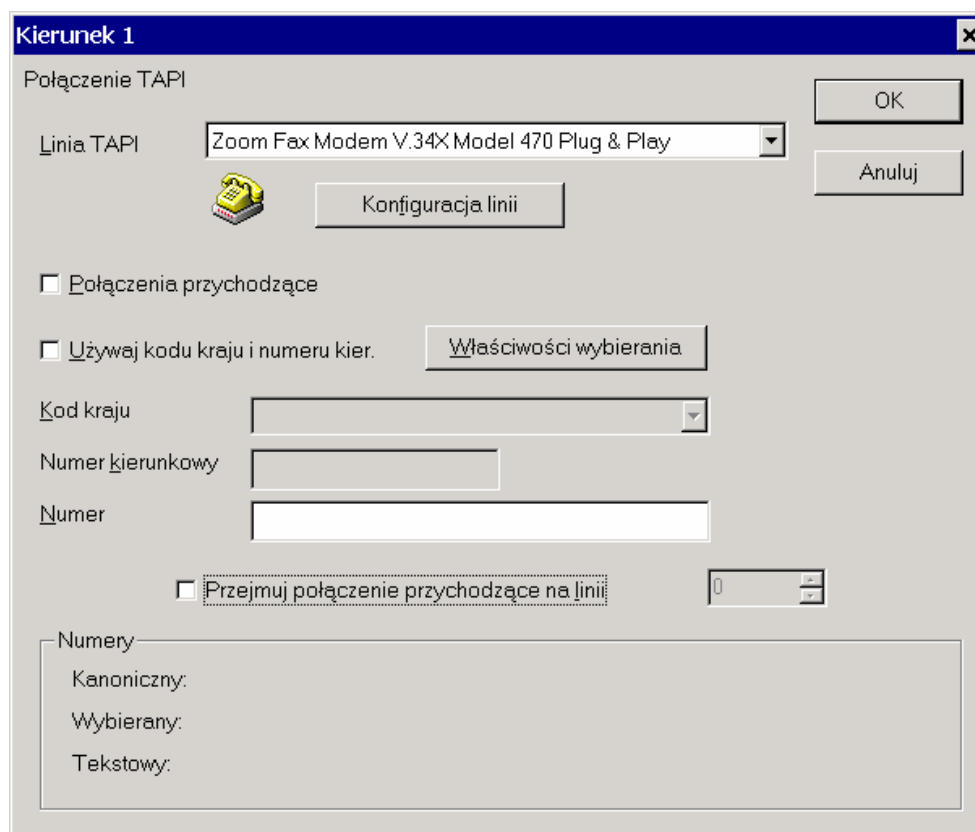 Kierunek 1
Połączenie TAPI
OK
Linia TAPI
Zoom Fax Modem V.34X Model 470 Plug & Play
Anuluj
Konfiguracja linii
Połączenia przychodzące
Używaj kodu kraju i numeru kier.
Właściwości wybierania
Kod kraju
Numer kierunkowy
Numer
Przejmuj połączenie przychodzące na linii
0
Numery
Kanoniczny:
Wybierany:
Tekstowy: